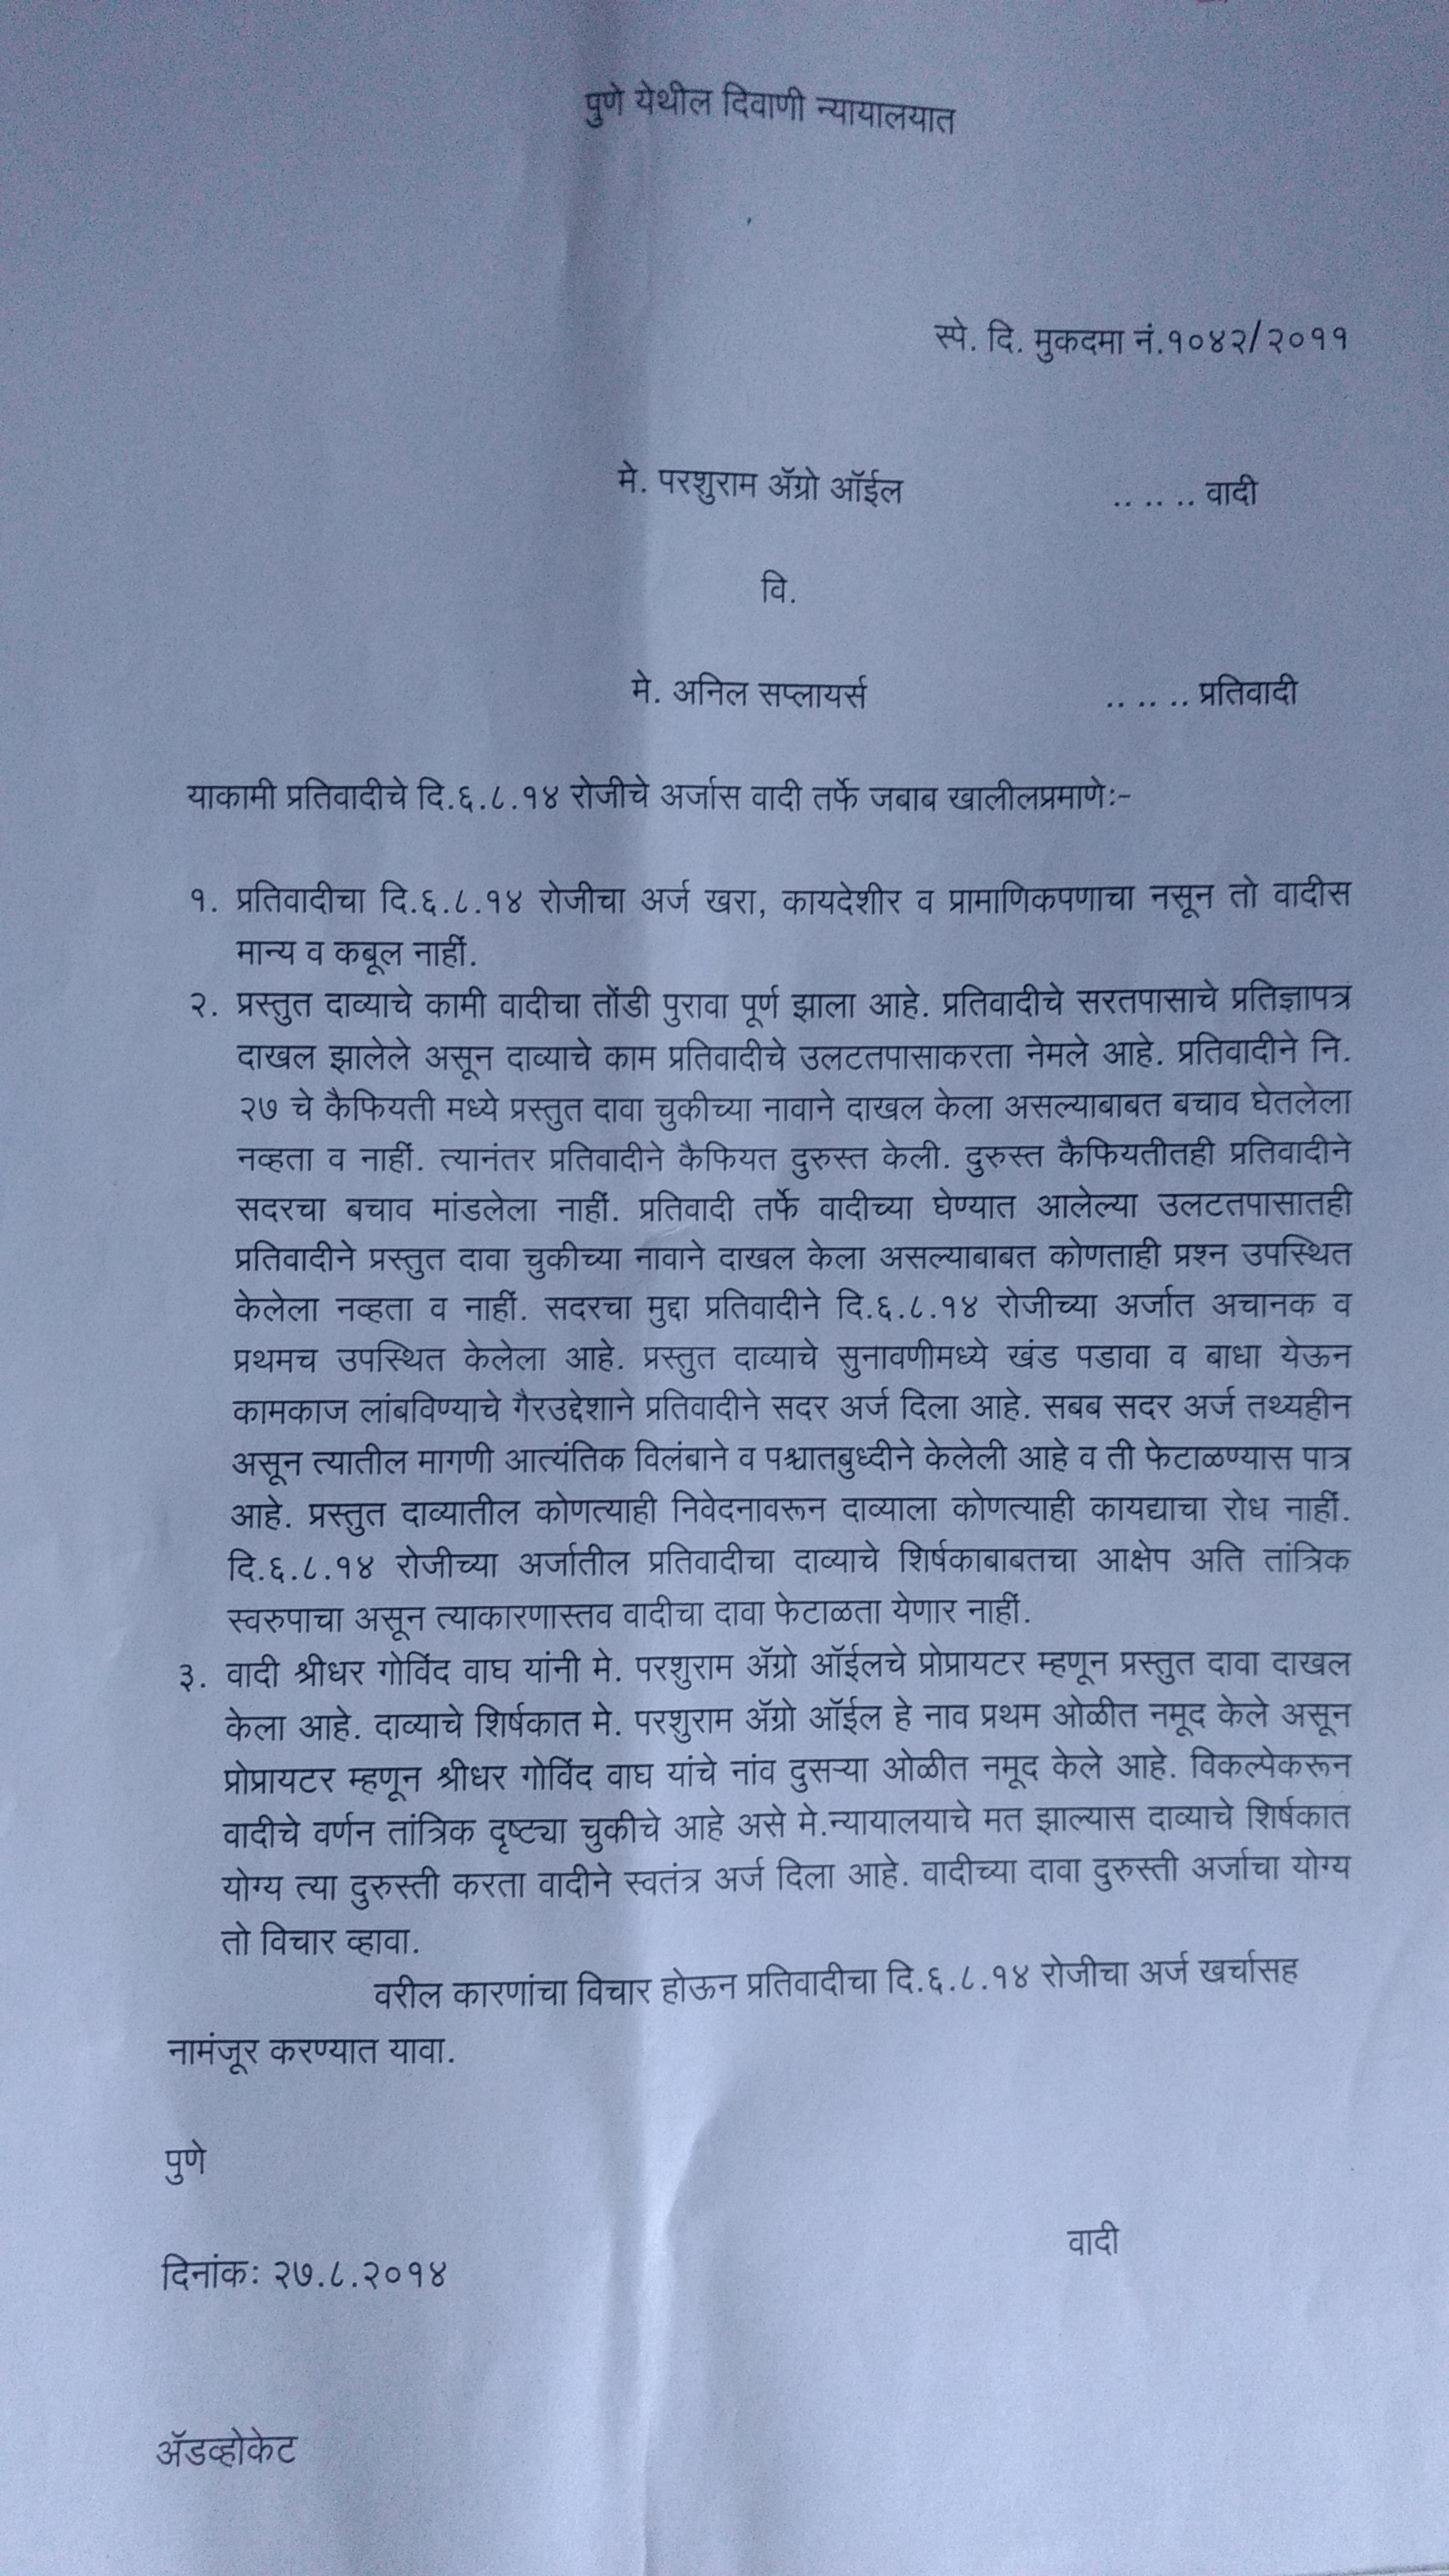 पुणे येथील दिवाणी न्यायालयात
स्पे. दि. मुकदमा नं.१०४२/२०११
मे. परशुराम ॲग्रो ऑईल .. .. .. वादी
वि.
मे. अनिल सप्लायर्स .. .. .. प्रतिवादी
याकामी प्रतिवादीचे दि.६.८.१४ रोजीचे अर्जास वादी तर्फे जबाब खालीलप्रमाणे:-
१. प्रतिवादीचा दि.६.८.१४ रोजीचा अर्ज खरा, कायदेशीर व प्रामाणिकपणाचा नसून तो वादीस
मान्य व कबूल नाहीं.
२. प्रस्तुत दाव्याचे कामी वादीचा तोंडी पुरावा पूर्ण झाला आहे. प्रतिवादीचे सरतपासाचे प्रतिज्ञापत्र
दाखल झालेले असून दाव्याचे काम प्रतिवादीचे उलटतपासाकरता नेमले आहे. प्रतिवादीने नि.
२७ चे कैफियती मध्ये प्रस्तुत दावा चुकीच्या नावाने दाखल केला असल्याबाबत बचाव घेतलेला
नव्हता व नाहीं. त्यानंतर प्रतिवादीने कैफियत दुरुस्त केली. दुरुस्त कैफियतीतही प्रतिवादीने
सदरचा बचाव मांडलेला नाहीं. प्रतिवादी तर्फे वादीच्या घेण्यात आलेल्या उलटतपासातही
प्रतिवादीने प्रस्तुत दावा चुकीच्या नावाने दाखल केला असल्याबाबत कोणताही प्रश्न उपस्थित
केलेला नव्हता व नाहीं. सदरचा मुद्दा प्रतिवादीने दि.६.८.१४ रोजीच्या अर्जात अचानक व
प्रथमच उपस्थित केलेला आहे. प्रस्तुत दाव्याचे सुनावणीमध्ये खंड पडावा व बाधा येऊन
कामकाज लांबविण्याचे गैरउद्देशाने प्रतिवादीने सदर अर्ज दिला आहे. सबब सदर अर्ज तथ्यहीन
असून त्यातील मागणी आत्यंतिक विलंबाने व पश्चातबुध्दीने केलेली आहे व ती फेटाळण्यास पात्र
आहे. प्रस्तुत दाव्यातील कोणत्याही निवेदनावरून दाव्याला कोणत्याही कायद्याचा रोध नाहीं.
दि.६.८.१४ रोजीच्या अर्जातील प्रतिवादीचा दाव्याचे शिर्षकाबाबतचा आक्षेप अति तांत्रिक
स्वरुपाचा असून त्याकारणास्तव वादीचा दावा फेटाळता येणार नाहीं.
३. वादी श्रीधर गोविंद वाघ यांनी मे. परशुराम ॲग्रो ऑईलचे प्रोप्रायटर म्हणून प्रस्तुत दावा दाखल
केला आहे. दाव्याचे शिर्षकात मे. परशुराम ॲग्रो ऑईल हे नाव प्रथम ओळीत नमूद केले असून
प्रोप्रायटर म्हणून श्रीधर गोविंद वाघ यांचे नांव दुसऱ्या ओळीत नमूद केले आहे. विकल्पेकरून
वादीचे वर्णन तांत्रिक दृष्ट्या चुकीचे आहे असे मे.न्यायालयाचे मत झाल्यास दाव्याचे शिर्षकात
योग्य त्या दुरुस्ती करता वादीने स्वतंत्र अर्ज दिला आहे. वादीच्या दावा दुरुस्ती अर्जाचा योग्य
तो विचार व्हावा.
वरील कारणांचा विचार होऊन प्रतिवादीचा दि.६.८.१४ रोजीचा अर्ज खर्चासह
नामंजूर करण्यात यावा.
पुणे
वादी
दिनांक: २७.८.२०१४
ॲडव्होकेट